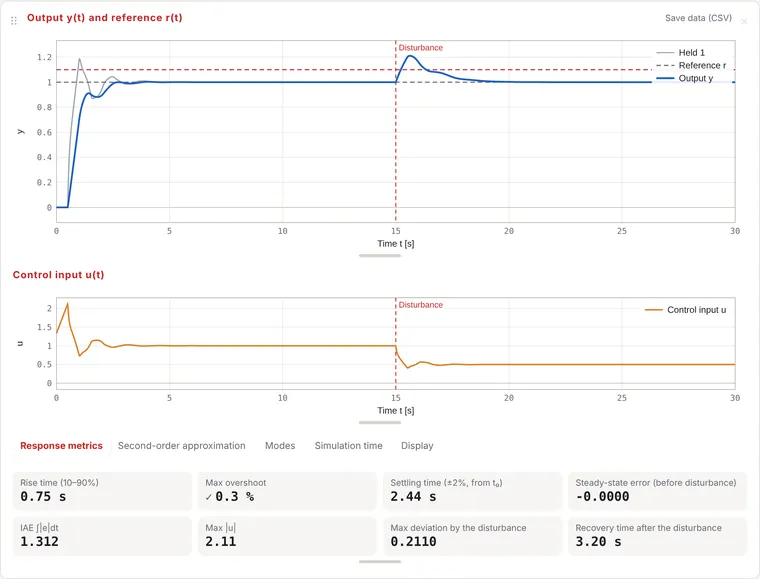 Output y(t) and reference r(t)
Save data (CSV)
Disturbance
Held 1
Reference r
Output y
1.2
1
0.8
0.6
0.4
0.2
0
y
0 5 10 15 20 25 30
Time t [s]
Control input u(t)
Disturbance
Control input u
2
1.5
1
0.5
0
u
0 5 10 15 20 25 30
Time t [s]
Response metrics Second-order approximation Modes Simulation time Display
Rise time (10–90%)
0.75 s
Max overshoot
✓ 0.3 %
Settling time (±2%, from t₀)
2.44 s
Steady-state error (before disturbance)
-0.0000
IAE ∫|e|dt
1.312
Max |u|
2.11
Max deviation by the disturbance
0.2110
Recovery time after the disturbance
3.20 s